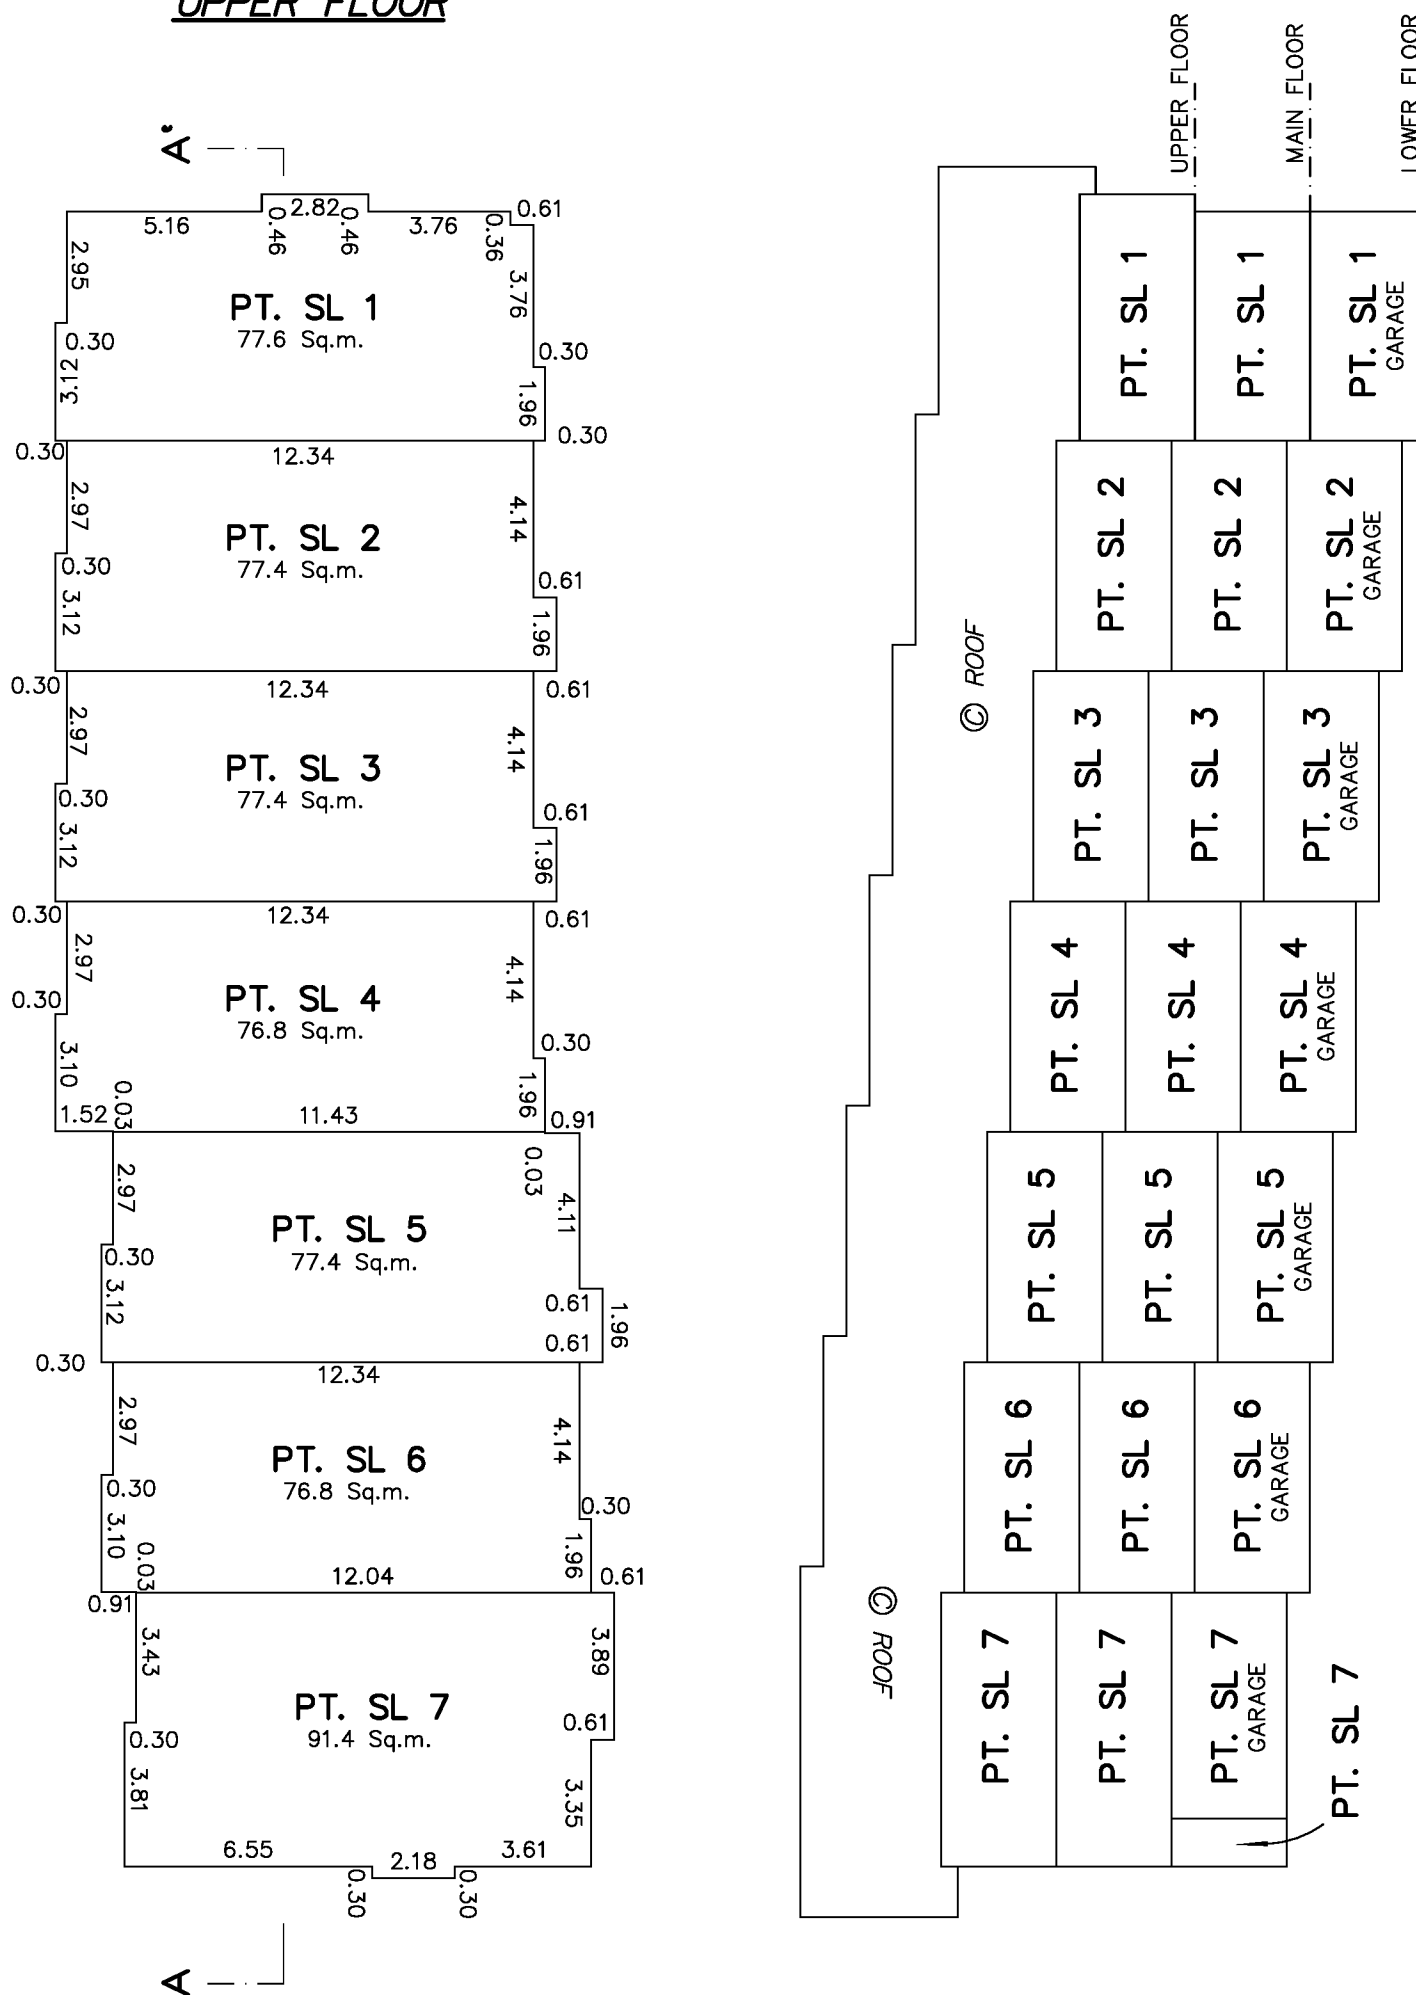 UPPER FLOOR
A'
5.16
0.46
2.82
0.46
3.76
0.36
0.61
2.95
3.76
PT. SL 1
77.6 Sq.m.
0.30
0.30
3.12
1.96
0.30
0.30
12.34
2.97
4.14
PT. SL 2
77.4 Sq.m.
0.30
0.61
3.12
1.96
0.30
12.34
0.61
2.97
4.14
PT. SL 3
77.4 Sq.m.
0.30
0.61
3.12
1.96
0.30
12.34
0.61
2.97
4.14
PT. SL 4
76.8 Sq.m.
0.30
0.30
3.10
1.96
1.52
0.03
11.43
0.91
0.03
2.97
4.11
PT. SL 5
77.4 Sq.m.
0.30
0.61
3.12
1.96
0.61
0.30
12.34
2.97
4.14
PT. SL 6
76.8 Sq.m.
0.30
0.30
3.10
0.03
1.96
12.04
0.61
0.91
3.43
3.89
PT. SL 7
91.4 Sq.m.
0.30
0.61
3.81
3.35
6.55
2.18
3.61
0.30
0.30
A
UPPER FLOOR
MAIN FLOOR
LOWER FLOOR
PT. SL 1
PT. SL 1
PT. SL 1
GARAGE
PT. SL 2
PT. SL 2
PT. SL 2
GARAGE
© ROOF
PT. SL 3
PT. SL 3
PT. SL 3
GARAGE
PT. SL 4
PT. SL 4
PT. SL 4
GARAGE
PT. SL 5
PT. SL 5
PT. SL 5
GARAGE
PT. SL 6
PT. SL 6
PT. SL 6
GARAGE
© ROOF
PT. SL 7
PT. SL 7
PT. SL 7
GARAGE
PT. SL 7